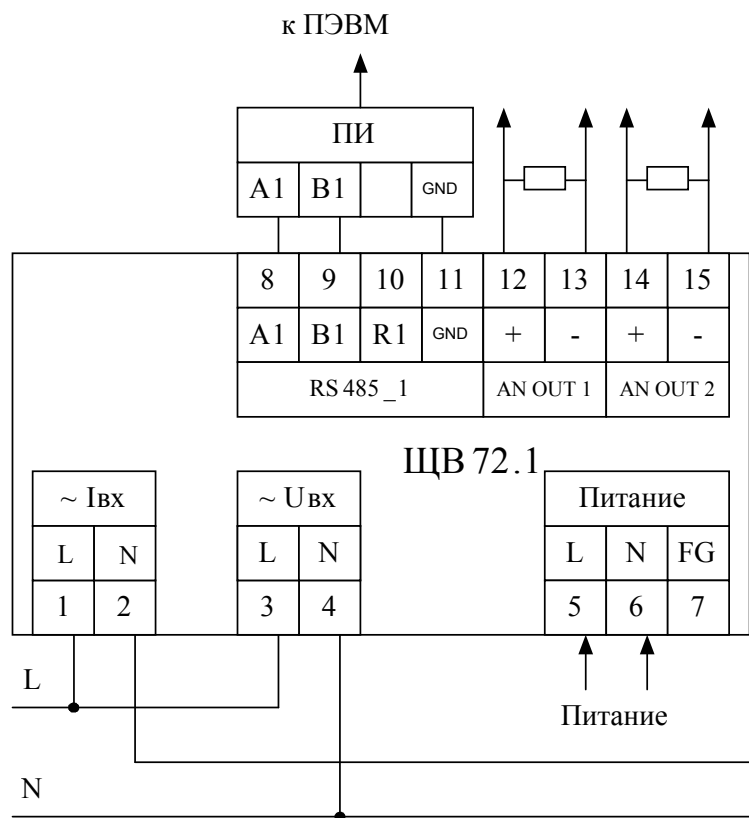 к ПЭВМ
ПИ
A1 B1 GND
8 9 10 11 12 13 14 15
A1 B1 R1 GND + - + -
RS 485_1 AN OUT 1 AN OUT 2
ЩВ 72.1
~ Iвх ~ Uвх Питание
L N L N L N FG
1 2 3 4 5 6 7
L
Питание
N